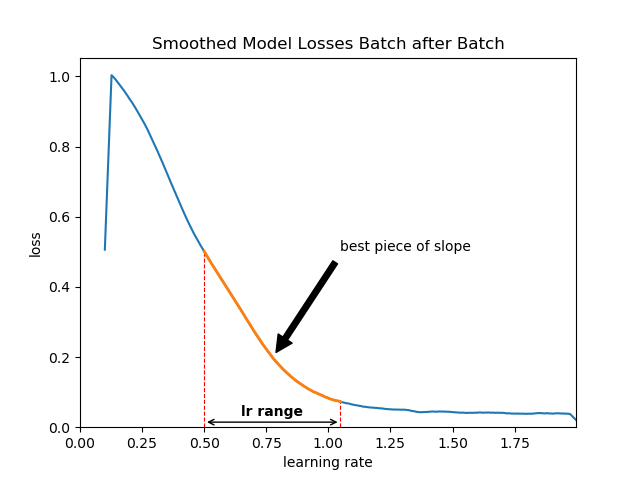 Smoothed Model Losses Batch after Batch
1.0
0.8
0.6
0.4
0.2
0.0
loss
best piece of slope
lr range
0.00 0.25 0.50 0.75 1.00 1.25 1.50 1.75
learning rate